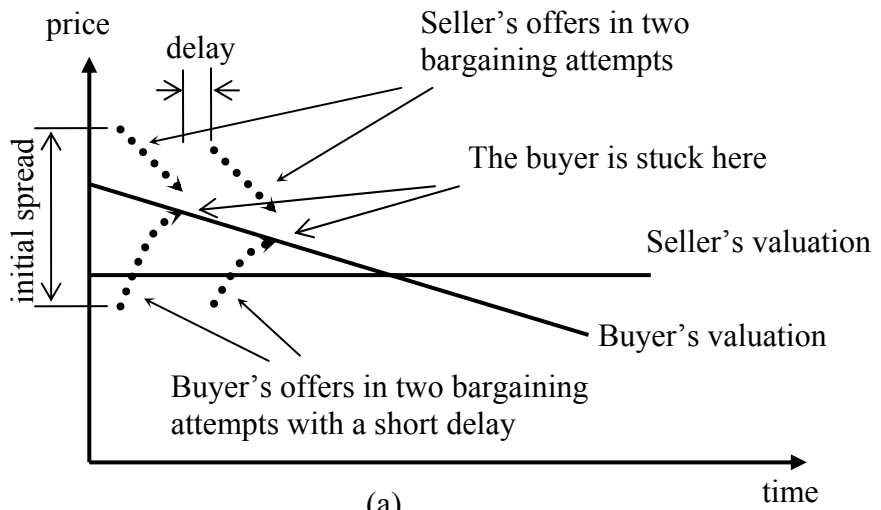 price
delay
Seller’s offers in two
bargaining attempts
initial spread
The buyer is stuck here
Seller’s valuation
Buyer’s valuation
Buyer’s offers in two bargaining
attempts with a short delay
time
(a)